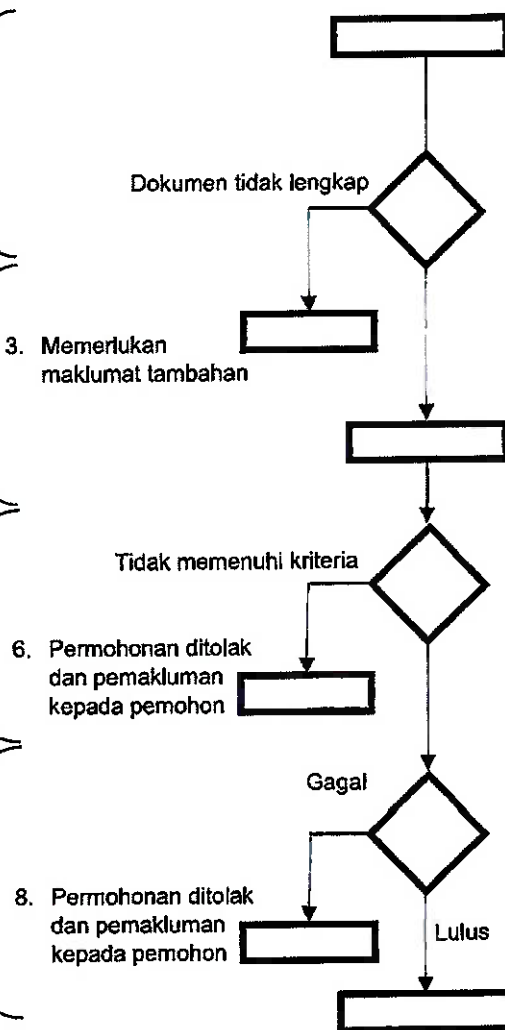 Dokumen tidak lengkap
3. Memerlukan
maklumat tambahan
Tidak memenuhi kriteria
6. Permohonan ditolak
dan pemakluman
kepada pemohon
Gagal
8. Permohonan ditolak
dan pemakluman
kepada pemohon
Lulus